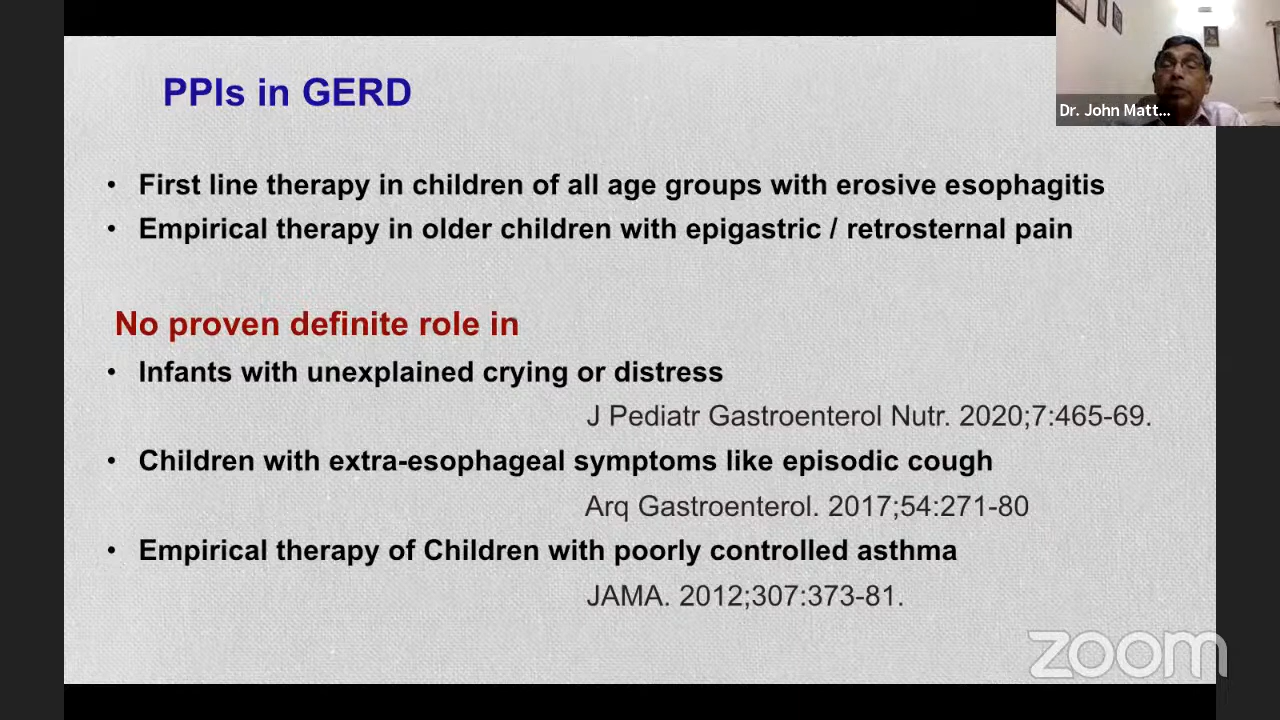 PPIs in GERD
Dr. John Matt...
• First line therapy in children of all age groups with erosive esophagitis
• Empirical therapy in older children with epigastric / retrosternal pain
No proven definite role in
• Infants with unexplained crying or distress
J Pediatr Gastroenterol Nutr. 2020;7:465-69.
• Children with extra-esophageal symptoms like episodic cough
Arq Gastroenterol. 2017;54:271-80
• Empirical therapy of Children with poorly controlled asthma
JAMA. 2012;307:373-81.
zoom